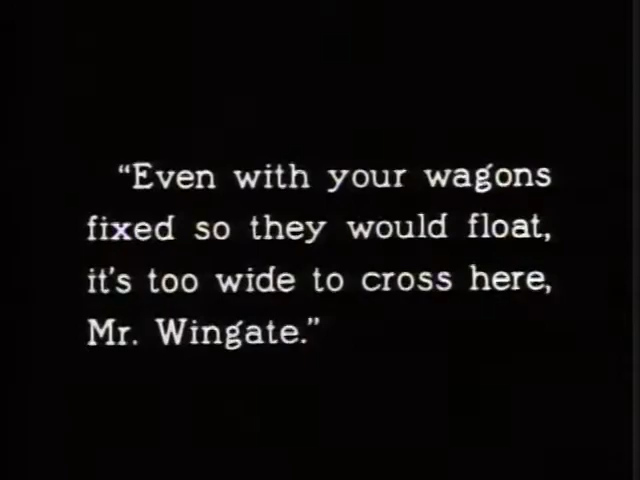 “Even with your wagons
fixed so they would float,
it's too wide to cross here,
Mr. Wingate.”